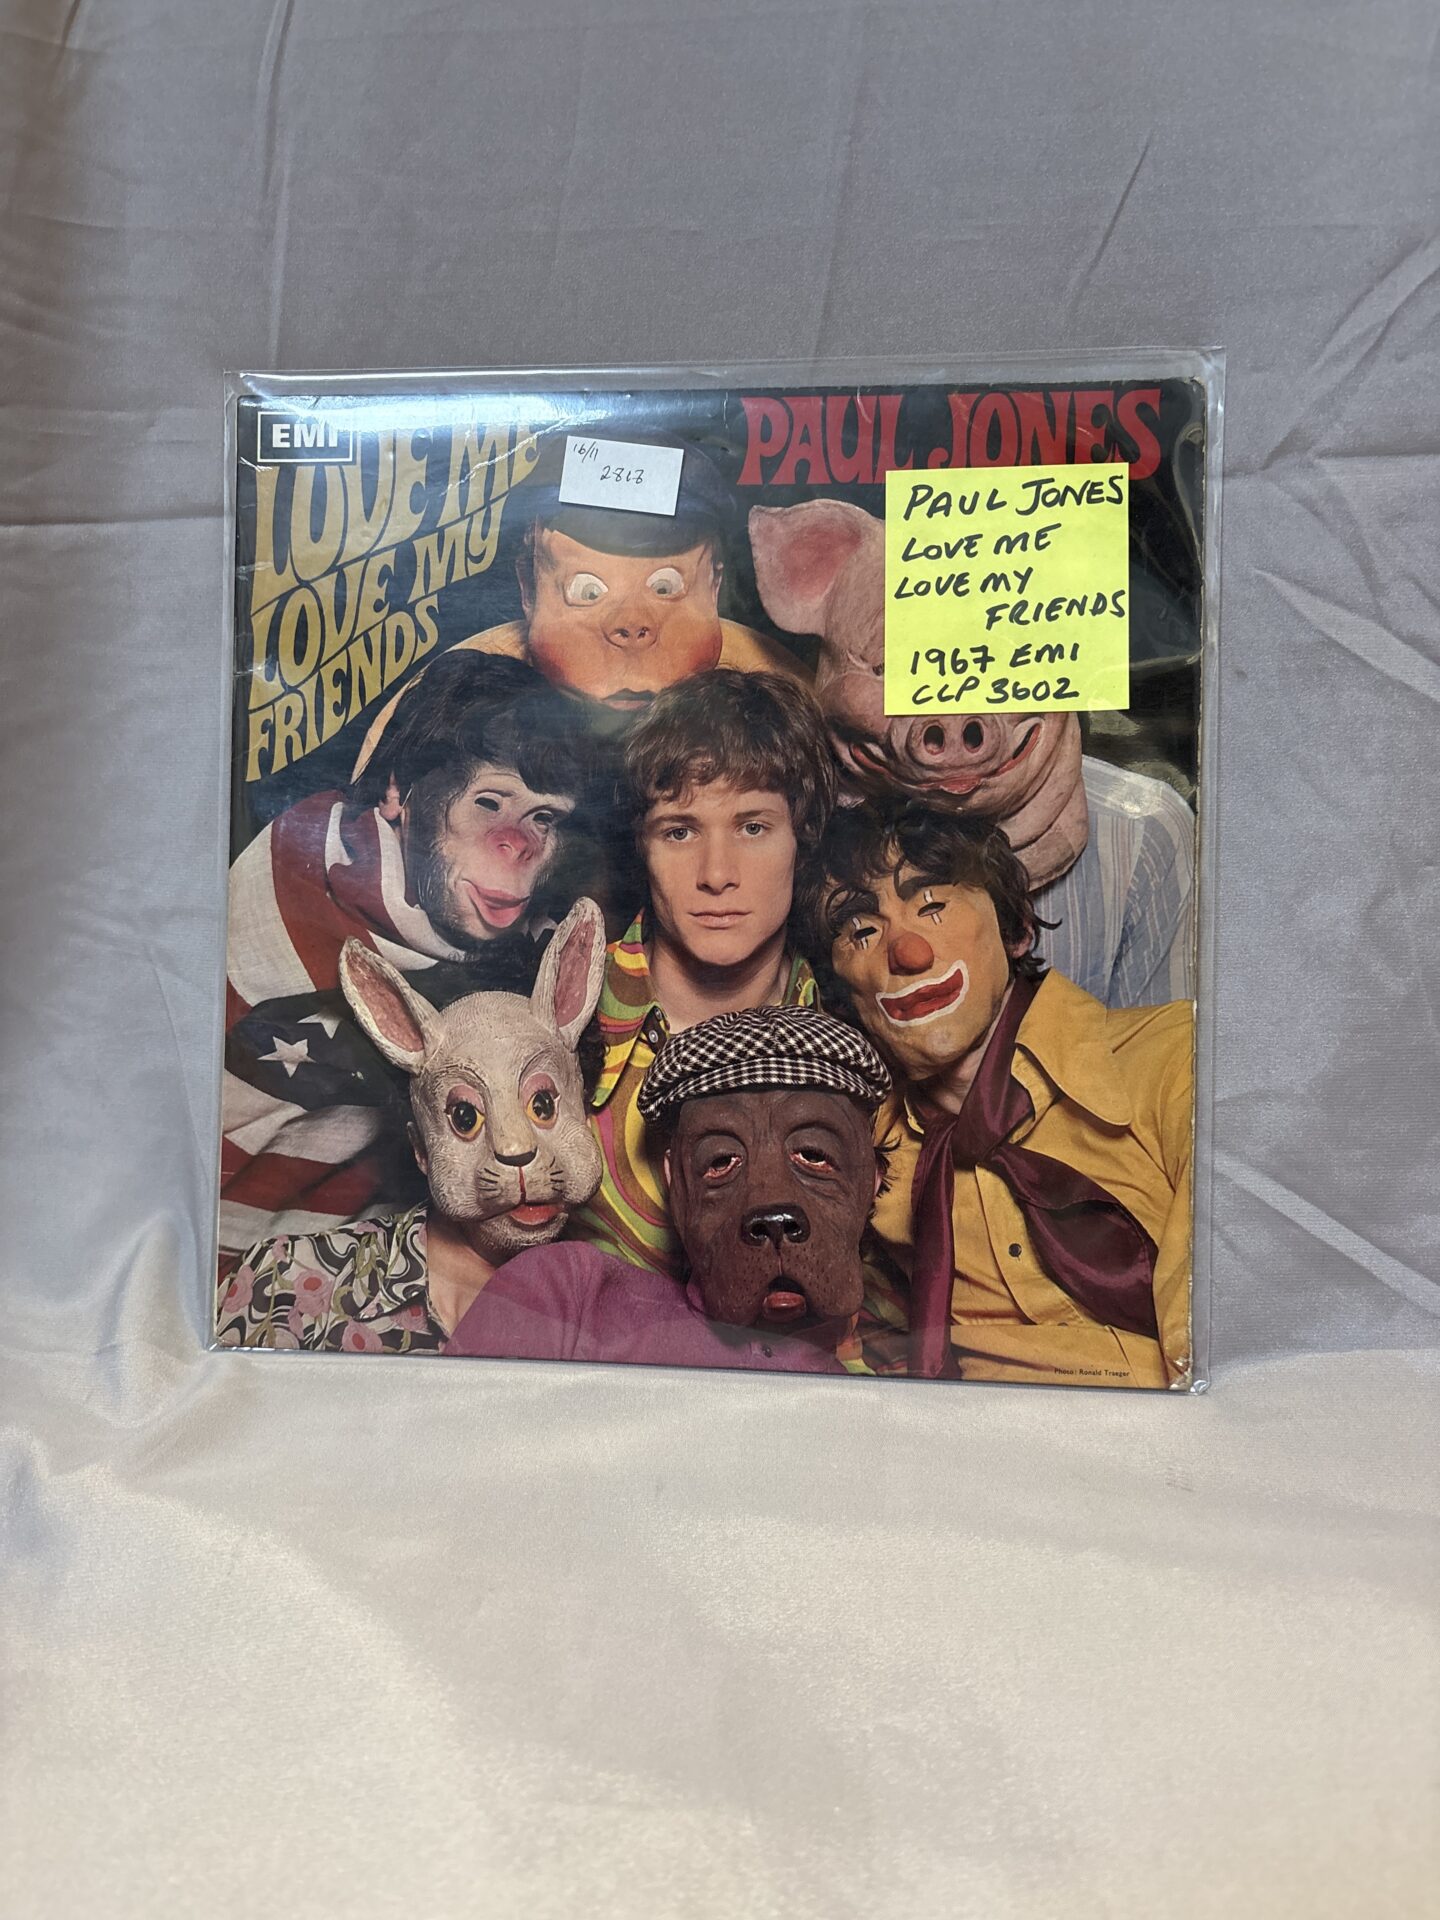 EMI
LOVE ME
LOVE MY
FRIENDS
PAUL JONES
16/11
PAUL JONES
LOVE ME
LOVE MY
FRIENDS
1967 EMI
CLP 3602
Photo: Ronald Traeger